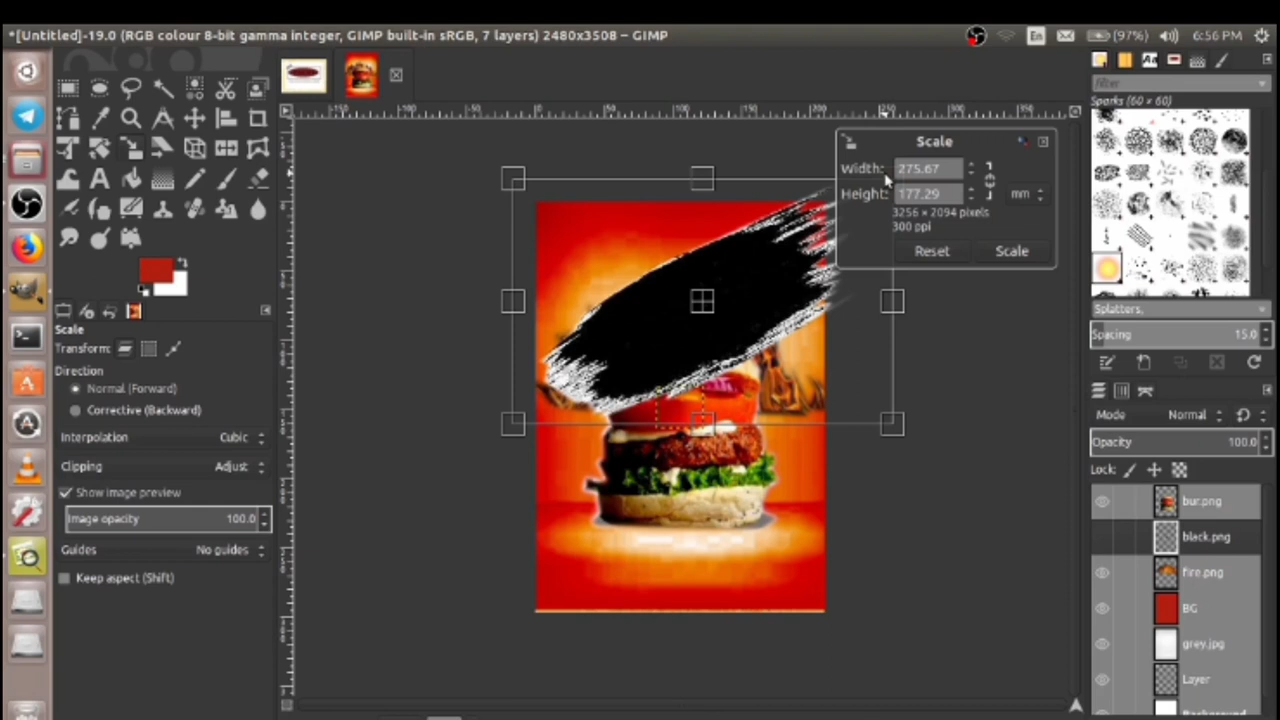 *[Untitled]-19.0 (RGB colour 8-bit gamma integer, GIMP built-in sRGB, 7 layers) 2480x3508 – GIMP
En
(97%)
6:56 PM
filter
Sparks (60 × 60)
Scale
Width: 275.67
Height: 177.29
mm
3256 × 2094 pixels
300 ppi
Reset
Scale
Scale
Transform:
Direction
Normal (Forward)
Corrective (Backward)
Interpolation Cubic
Clipping Adjust
Show image preview
Image opacity 100.0
Guides No guides
Keep aspect (Shift)
Splatters,
Spacing 15.0
Mode Normal
Opacity 100.0
Lock:
bur.png
black.png
fire.png
BG
grey.jpg
Layer
Background